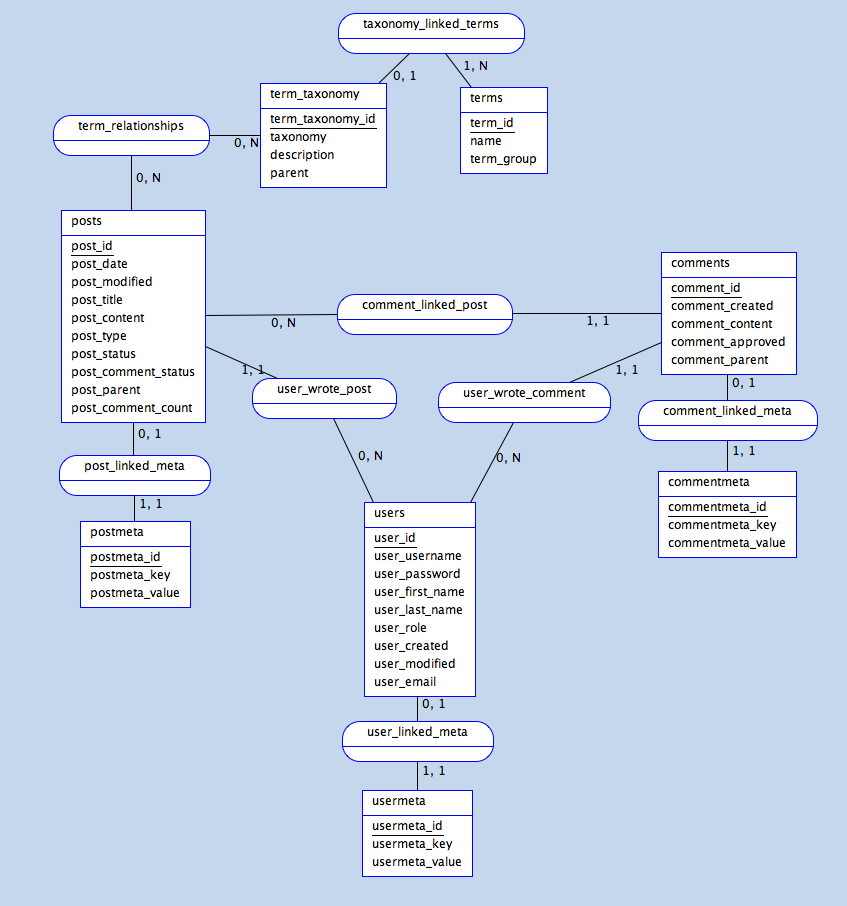 taxonomy_linked_terms
0, 1
1, N
term_taxonomy
term_taxonomy_id
taxonomy
description
parent
terms
term_id
name
term_group
term_relationships
0, N
0, N
posts
post_id
post_date
post_modified
post_title
post_content
post_type
post_status
post_comment_status
post_parent
post_comment_count
comment_linked_post
0, N
1, 1
comments
comment_id
comment_created
comment_content
comment_approved
comment_parent
1, 1
user_wrote_post
0, N
user_wrote_comment
1, 1
0, N
0, 1
comment_linked_meta
1, 1
commentmeta
commentmeta_id
commentmeta_key
commentmeta_value
0, 1
post_linked_meta
1, 1
postmeta
postmeta_id
postmeta_key
postmeta_value
users
user_id
user_username
user_password
user_first_name
user_last_name
user_role
user_created
user_modified
user_email
0, 1
user_linked_meta
1, 1
usermeta
usermeta_id
usermeta_key
usermeta_value